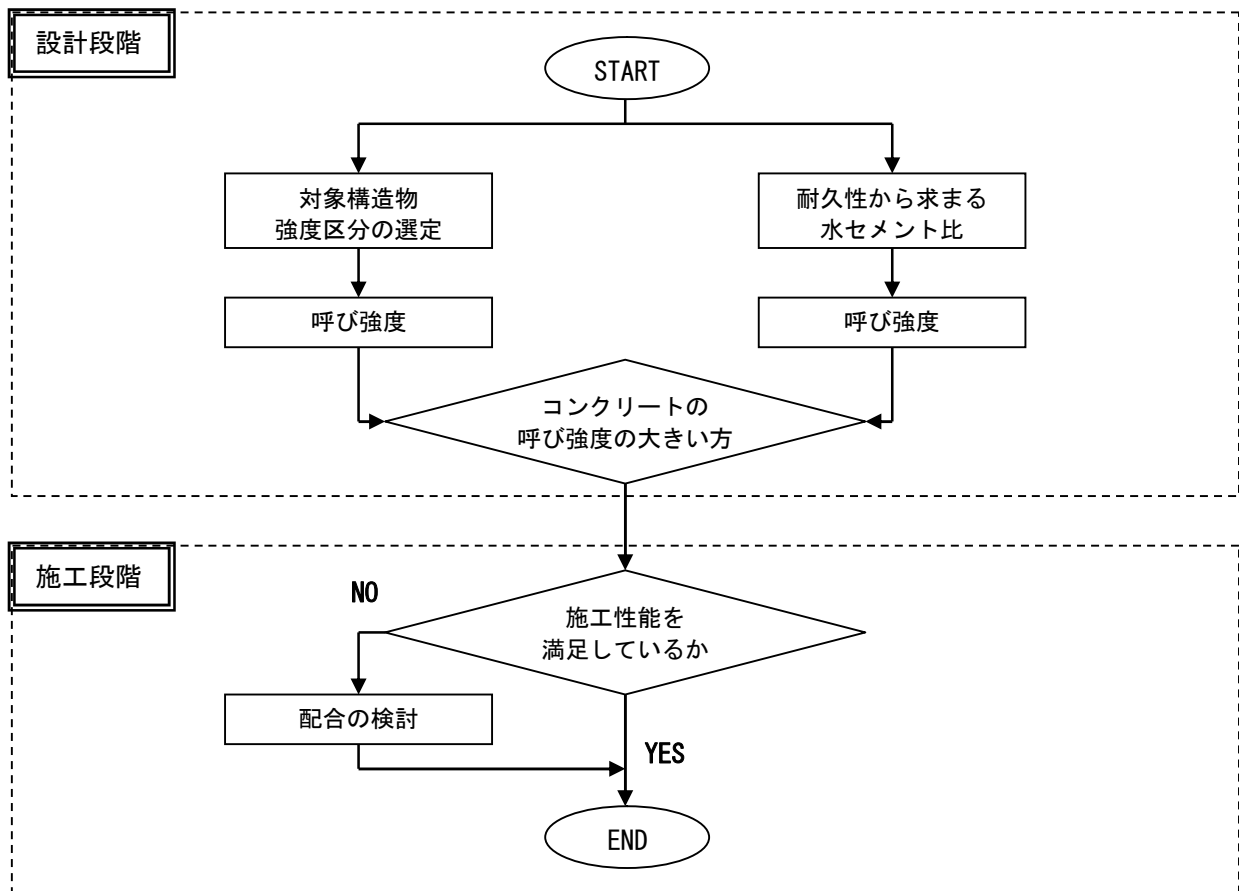 設計段階
START
対象構造物
強度区分の選定
耐久性から求まる
水セメント比
呼び強度
呼び強度
コンクリートの
呼び強度の大きい方
施工段階
NO
施工性能を
満足しているか
配合の検討
YES
END